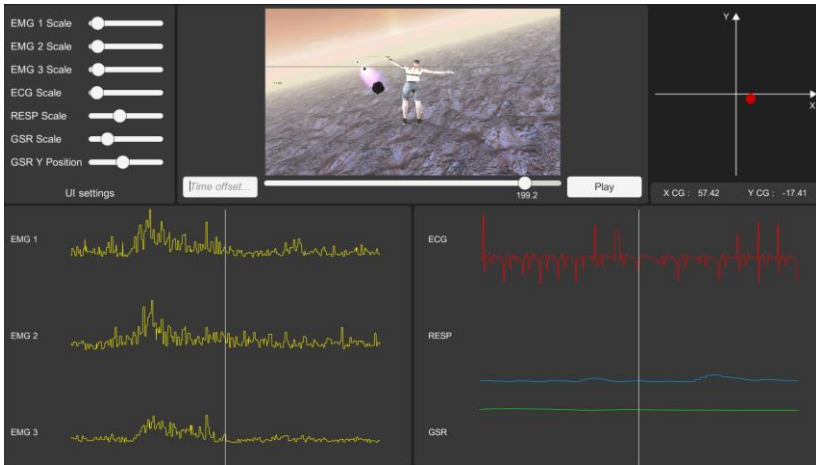 EMG 1 Scale
EMG 2 Scale
EMG 3 Scale
ECG Scale
RESP Scale
GSR Scale
GSR Y Position
UI settings
Time offset...
199.2
Play
Y
X
X CG : 57.42 Y CG : -17.41
EMG 1
EMG 2
EMG 3
ECG
RESP
GSR